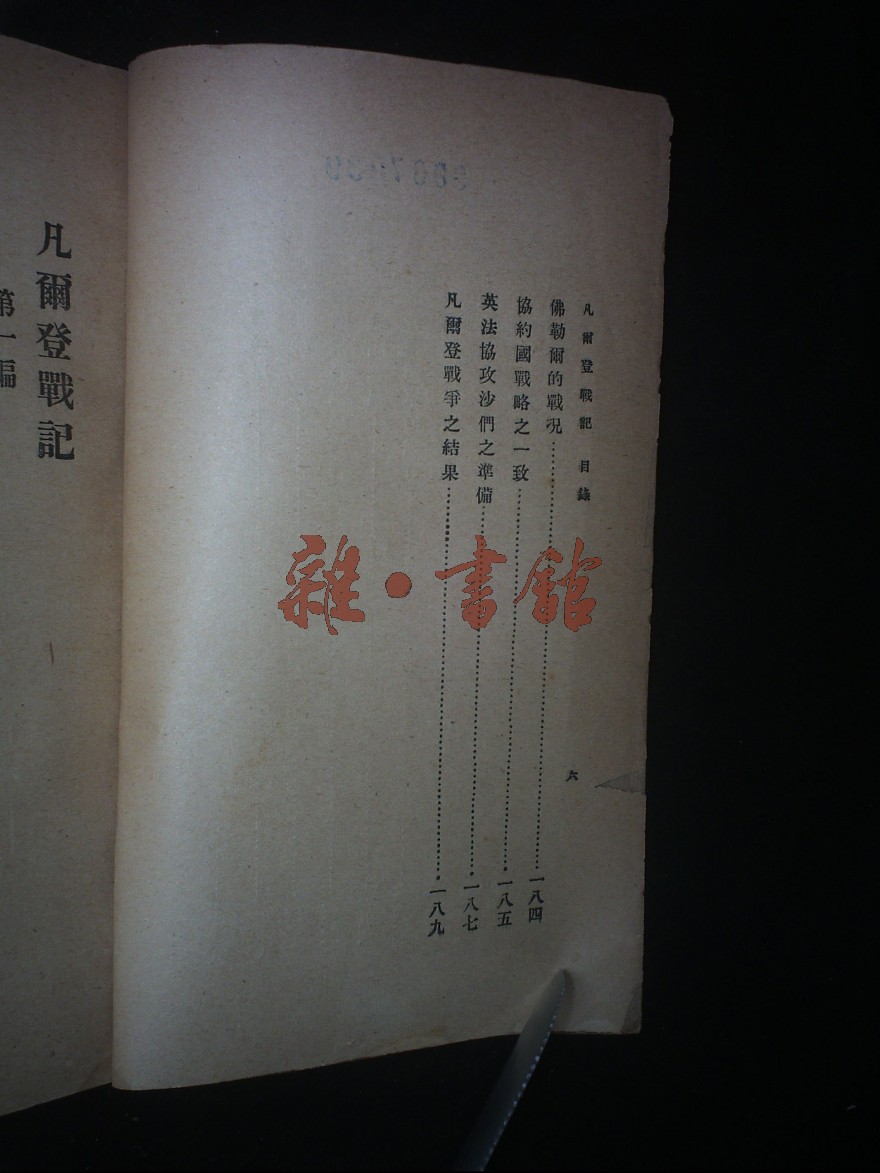 凡爾登戰記 目錄
六
佛勒爾的戰況……一八四
協約國戰略之一致……一八五
英法協攻沙們之準備……一八七
凡爾登戰爭之結果……一八九
凡爾登戰記
第一編
雜·書館